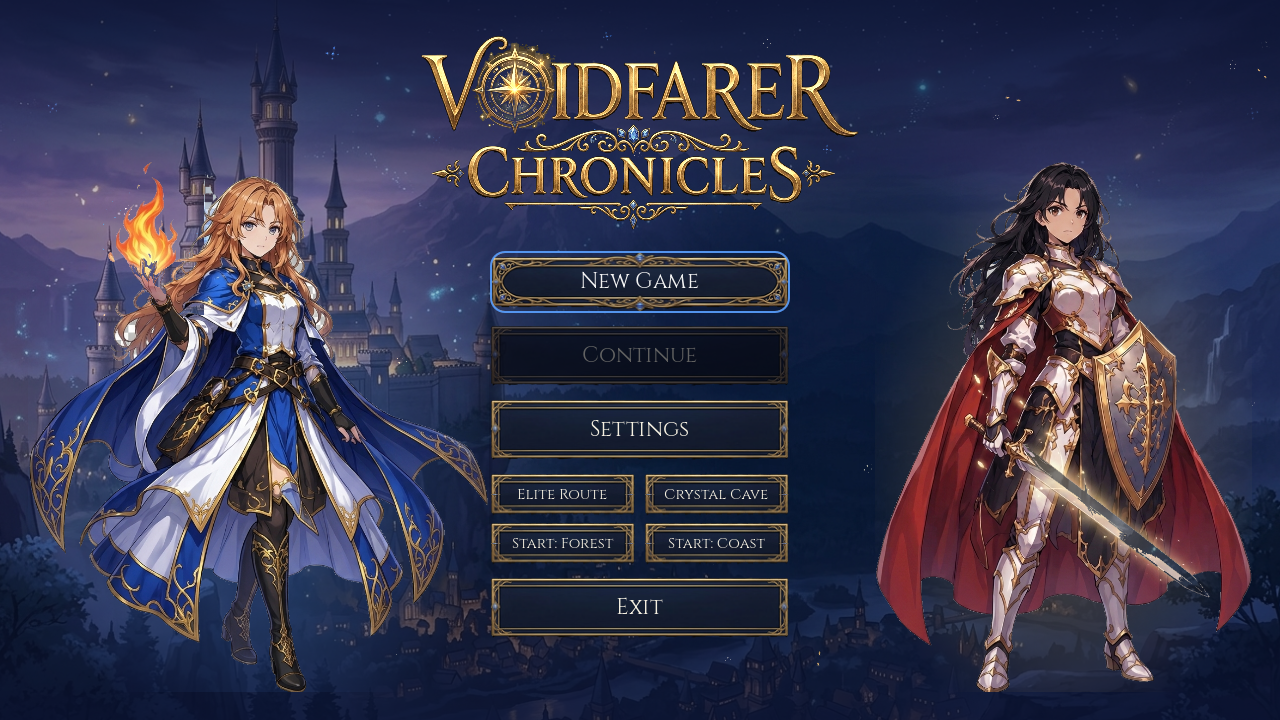 VOIDFARER
CHRONICLES
NEW GAME
CONTINUE
SETTINGS
ELITE ROUTE
CRYSTAL CAVE
START: FOREST
START: COAST
EXIT